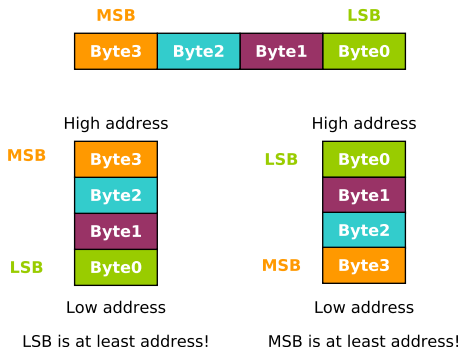 MSB LSB
Byte3 Byte2 Byte1 Byte0
High address
MSB
Byte3
Byte2
Byte1
LSB
Byte0
Low address
LSB is at least address!
High address
LSB
Byte0
Byte1
Byte2
MSB
Byte3
Low address
MSB is at least address!